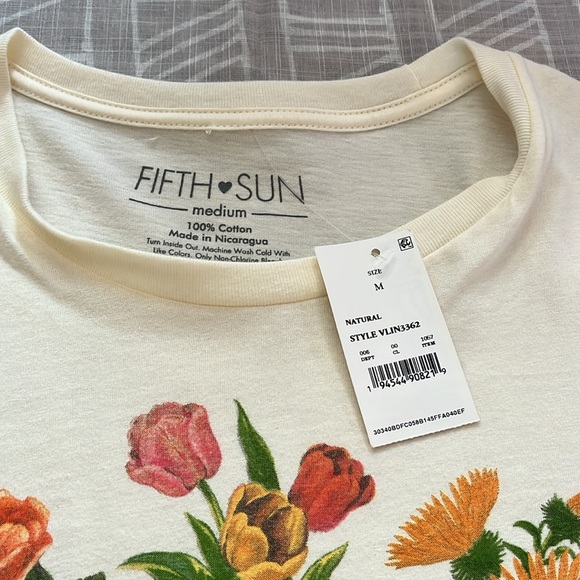 FIFTH♥SUN
medium
100% Cotton
Made in Nicaragua
Turn Inside Out. Machine Wash Cold With
Like Colors. Only Non-Chlorine
SIZE
M
NATURAL
STYLE VLIN3362
006 00 1067
DEPT CL ITEM
1 94544 90821 9
30340BDFC058B145FFA040EF